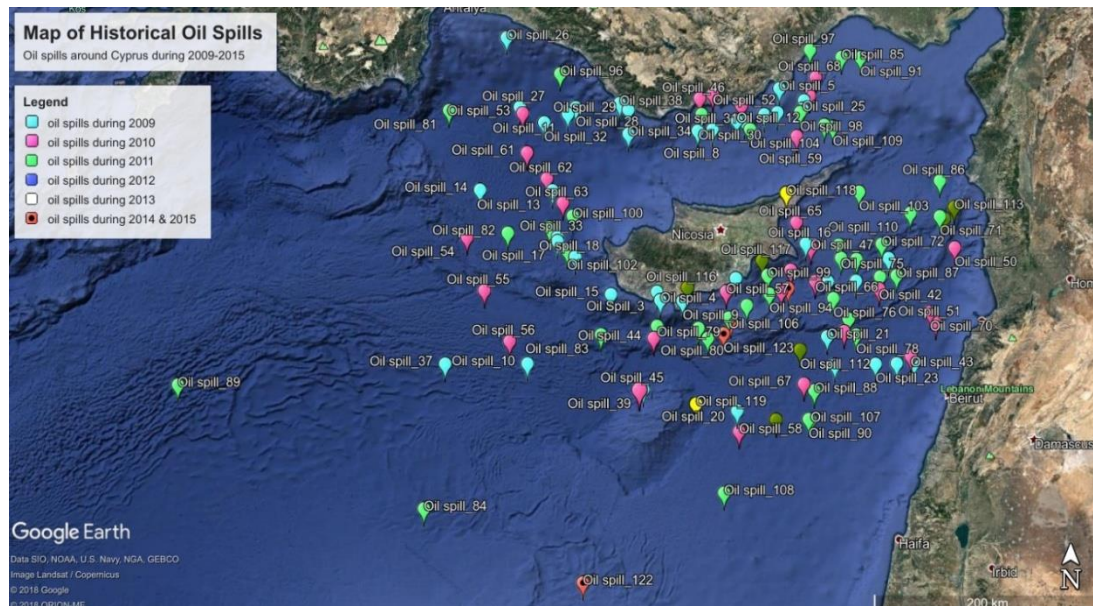 Antalya
Map of Historical Oil Spills
Oil spills around Cyprus during 2009-2015
Legend
oil spills during 2009
oil spills during 2010
oil spills during 2011
oil spills during 2012
oil spills during 2013
oil spills during 2014 & 2015
Oil spill_26
Oil spill_97
Oil spill_85
Oil spill_96
Oil spill_68
Oil spill_91
Oil spill_46
Oil spill_5
Oil spill_27
Oil spill_29
Oil spill_38
Oil spill_52
Oil spill_25
Oil spill_53
Oil spill_81
Oil spill_28
Oil spill_12
Oil spill_98
Oil spill_32
Oil spill_34
Oil spill_30
Oil spill_104
Oil spill_109
Oil spill_61
Oil spill_8
Oil spill_59
Oil spill_62
Oil spill_86
Oil spill_14
Oil spill_63
Oil spill_118
Oil spill_13
Oil spill_65
Oil spill_103
Oil spill_113
Oil spill_100
Oil spill_82
Oil spill_33
Nicosia
Oil spill_16
Oil spill_110
Oil spill_71
Oil spill_54
Oil spill_17
Oil spill_18
Oil spill_47
Oil spill_72
Oil spill_117
Oil spill_50
Oil spill_102
Oil spill_75
Oil spill_55
Oil spill_116
Oil spill_99
Oil spill_87
Hom
Oil spill_15
Oil spill_3
Oil spill_4
Oil spill_57
Oil spill_66
Oil spill_42
Oil spill_94
Oil spill_76
Oil spill_51
Oil spill_9
Oil spill_106
Oil spill_70
Oil spill_56
Oil spill_44
Oil spill_79
Oil spill_21
Oil spill_83
Oil spill_80
Oil spill_123
Oil spill_78
Oil spill_37
Oil spill_10
Oil spill_112
Oil spill_43
Oil spill_23
Oil spill_89
Oil spill_45
Oil spill_67
Oil spill_88
Lebanon Mountains
Beirut
Oil spill_39
Oil spill_119
Oil spill_20
Oil spill_107
Oil spill_58
Oil spill_90
Damascus
Oil spill_108
Oil spill_84
Google Earth
Haifa
Data SIO, NOAA, U.S. Navy, NGA, GEBCO
Image Landsat / Copernicus
Irbid
Oil spill_122
N
© 2018 Google
© 2018 ORION-ME
200 km